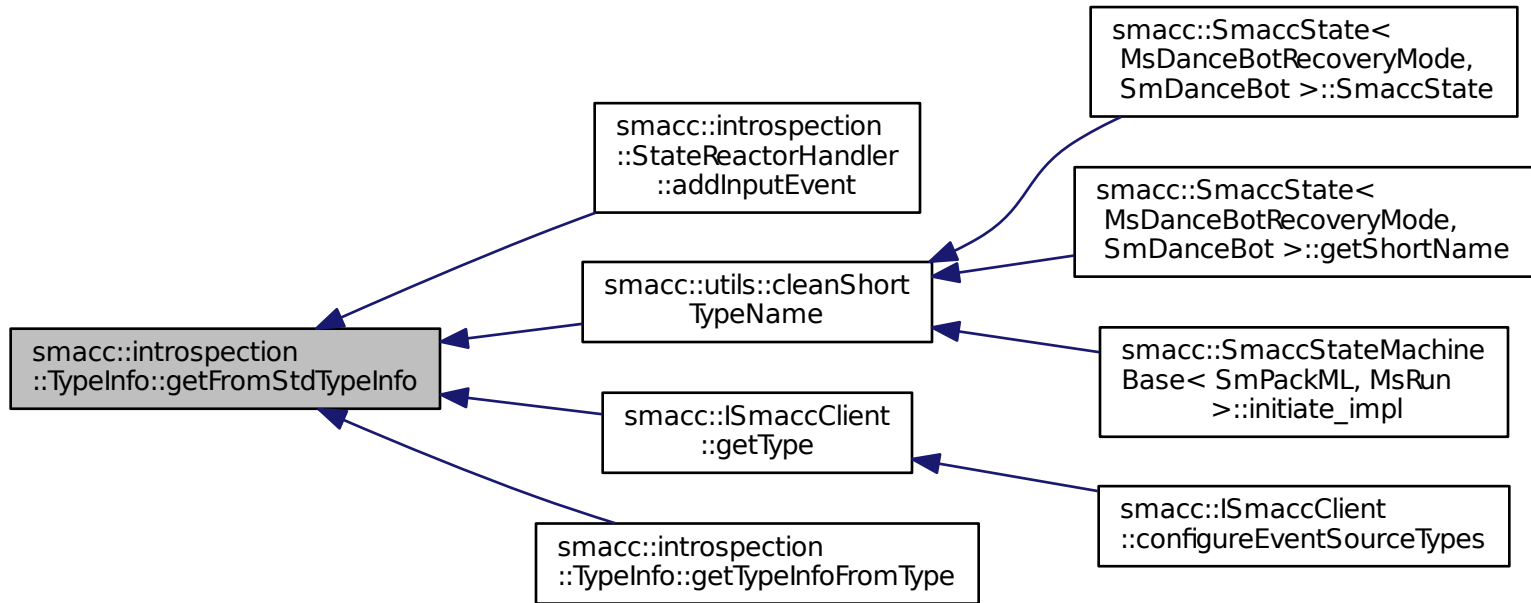 smacc::introspection
::TypeInfo::getFromStdTypeInfo
smacc::introspection
::StateReactorHandler
::addInputEvent
smacc::utils::cleanShort
TypeName
smacc::ISmaccClient
::getType
smacc::introspection
::TypeInfo::getTypeInfoFromType
smacc::SmaccState<
MsDanceBotRecoveryMode,
SmDanceBot >::SmaccState
smacc::SmaccState<
MsDanceBotRecoveryMode,
SmDanceBot >::getShortName
smacc::SmaccStateMachine
Base< SmPackML, MsRun
>::initiate_impl
smacc::ISmaccClient
::configureEventSourceTypes